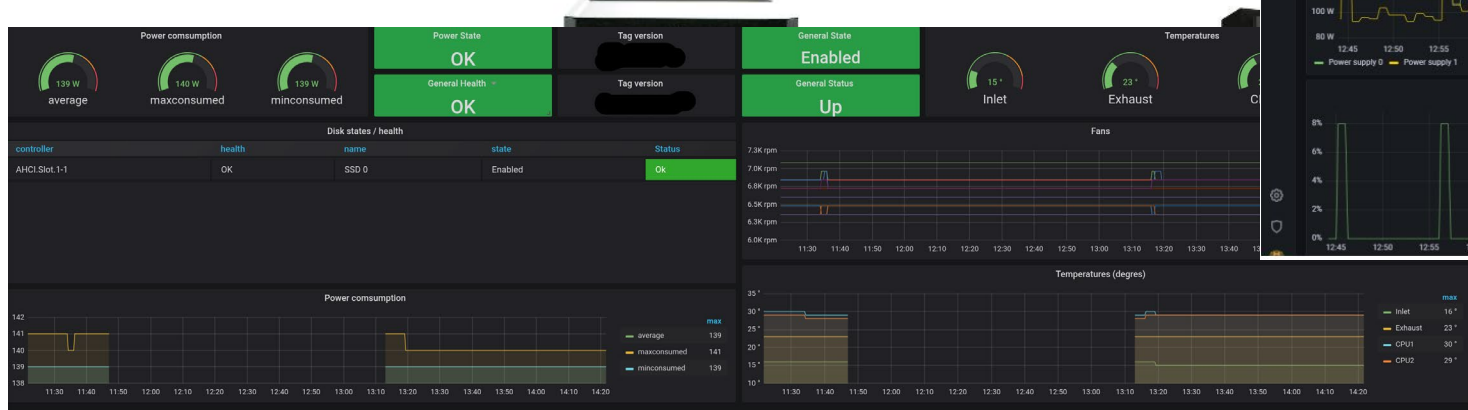 Power comsumption
139 W
average
140 W
maxconsumed
139 W
minconsumed
Power State
OK
General Health
OK
Tag version
Tag version
General State
Enabled
General Status
Up
Temperatures
15 °
Inlet
23 °
Exhaust
100 W
80 W
12:45 12:50 12:55
Power supply 0 Power supply 1
8%
6%
4%
2%
0%
12:45 12:50 12:55
Disk states / health
controller health name state Status
AHCI.Slot.1-1 OK SSD 0 Enabled Ok
Fans
7.3K rpm
7.0K rpm
6.8K rpm
6.5K rpm
6.3K rpm
6.0K rpm
11:30 11:40 11:50 12:00 12:10 12:20 12:30 12:40 12:50 13:00 13:10 13:20 13:30 13:40
Power comsumption
142
141
140
139
138
11:30 11:40 11:50 12:00 12:10 12:20 12:30 12:40 12:50 13:00 13:10 13:20 13:30 13:40 13:50 14:00 14:10 14:20
max
average 139
maxconsumed 141
minconsumed 139
Temperatures (degres)
35 °
30 °
25 °
20 °
15 °
10 °
11:30 11:40 11:50 12:00 12:10 12:20 12:30 12:40 12:50 13:00 13:10 13:20 13:30 13:40 13:50 14:00 14:10 14:20
max
Inlet 16 °
Exhaust 23 °
CPU1 30 °
CPU2 29 °